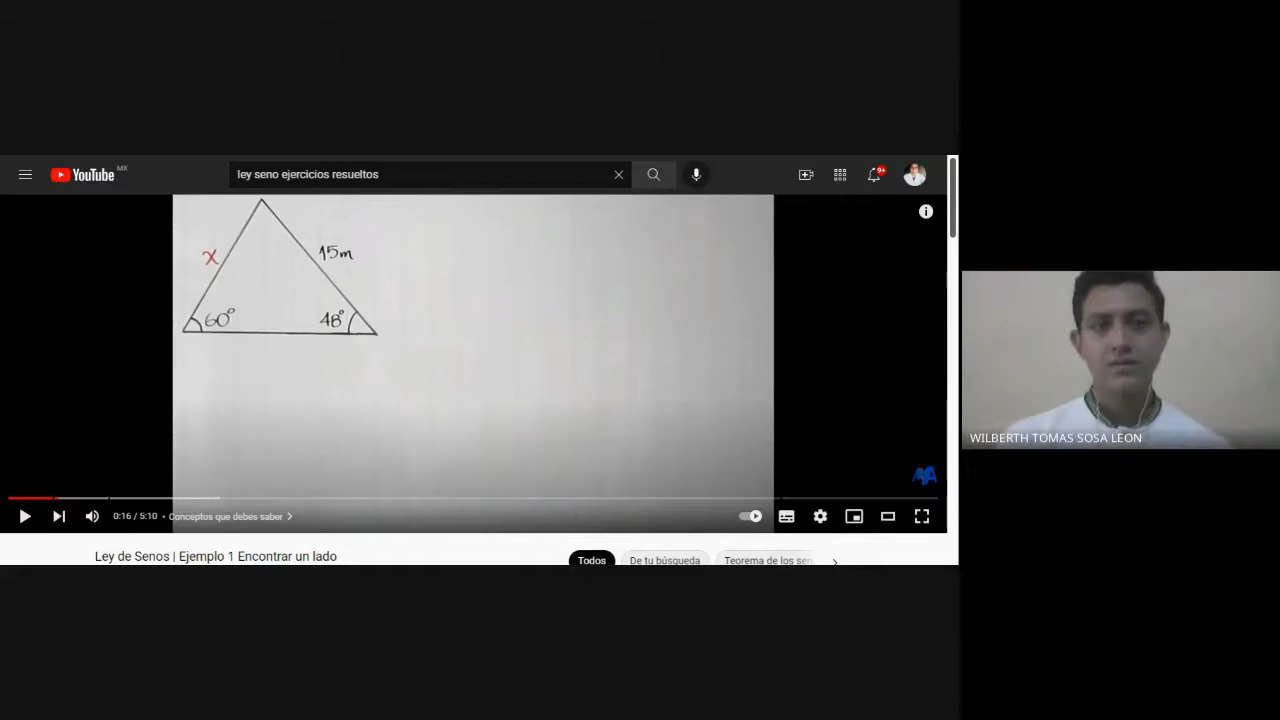 YouTube MX
ley seno ejercicios resueltos
9+
x
15m
60°
48°
WILBERTH TOMAS SOSA LEON
0:16 / 5:10 • Conceptos que debes saber
Ley de Senos | Ejemplo 1 Encontrar un lado
Todos
De tu búsqueda
Teorema de los sen